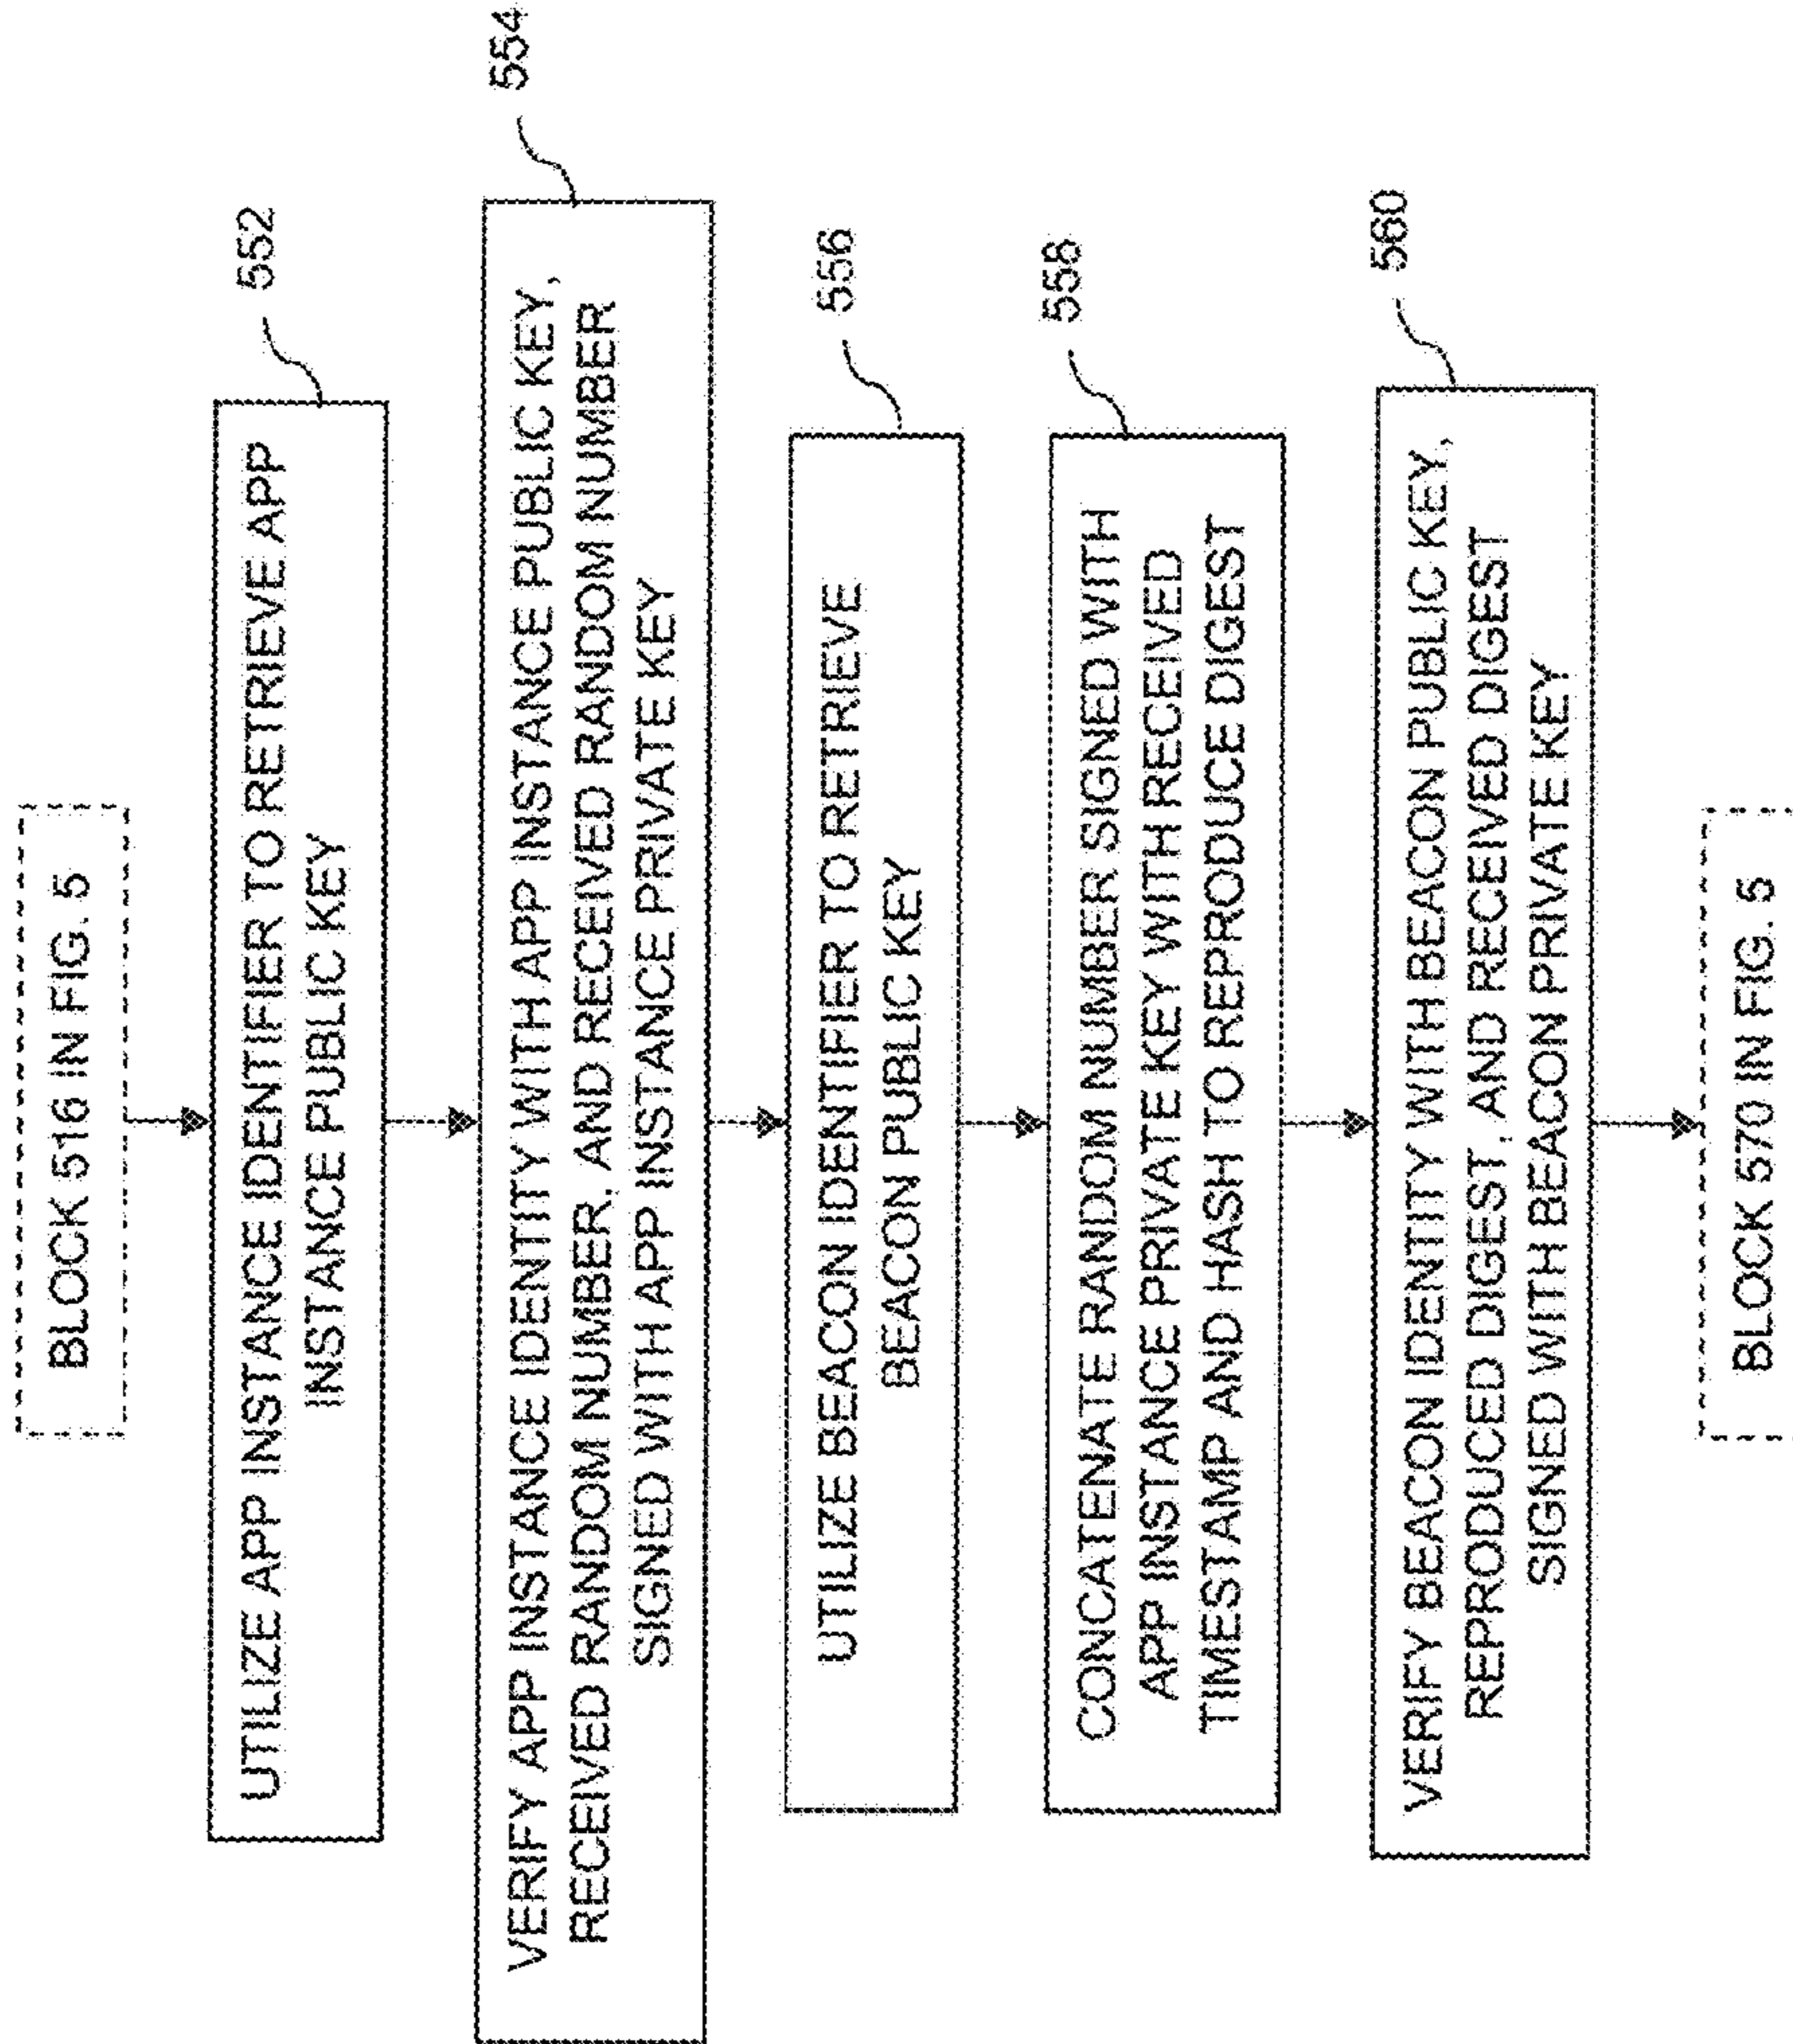 BLOCK 516 IN FIG. 5
UTILIZE APP INSTANCE IDENTIFIER TO RETRIEVE APP
INSTANCE PUBLIC KEY
552
VERIFY APP INSTANCE IDENTITY WITH APP INSTANCE PUBLIC KEY,
RECEIVED RANDOM NUMBER, AND RECEIVED RANDOM NUMBER
SIGNED WITH APP INSTANCE PRIVATE KEY
554
UTILIZE BEACON IDENTIFIER TO RETRIEVE
BEACON PUBLIC KEY
556
CONCATENATE RANDOM NUMBER SIGNED WITH
APP INSTANCE PRIVATE KEY WITH RECEIVED
TIMESTAMP AND HASH TO REPRODUCE DIGEST
558
VERIFY BEACON IDENTITY WITH BEACON PUBLIC KEY,
REPRODUCED DIGEST, AND RECEIVED DIGEST
SIGNED WITH BEACON PRIVATE KEY
560
BLOCK 570 IN FIG. 5